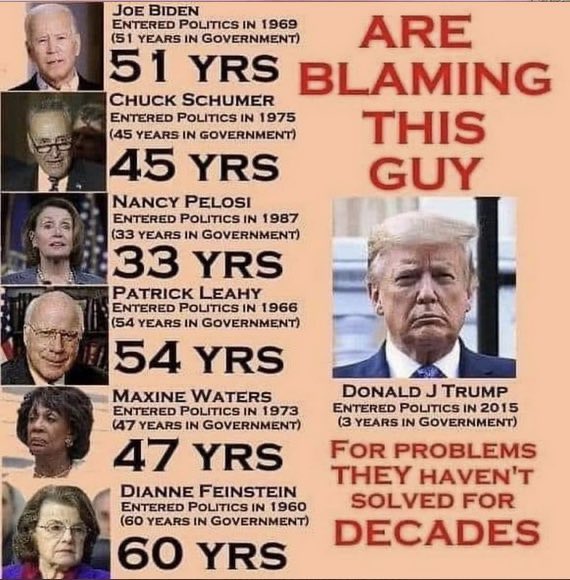 JOE BIDEN
ENTERED POLITICS IN 1969
(51 YEARS IN GOVERNMENT)
51 YRS
CHUCK SCHUMER
ENTERED POLITICS IN 1975
(45 YEARS IN GOVERNMENT)
45 YRS
NANCY PELOSI
ENTERED POLITICS IN 1987
(33 YEARS IN GOVERNMENT)
33 YRS
PATRICK LEAHY
ENTERED POLITICS IN 1966
(54 YEARS IN GOVERNMENT)
54 YRS
MAXINE WATERS
ENTERED POLITICS IN 1973
(47 YEARS IN GOVERNMENT)
47 YRS
DIANNE FEINSTEIN
ENTERED POLITICS IN 1960
(60 YEARS IN GOVERNMENT)
60 YRS
ARE
BLAMING
THIS
GUY
DONALD J TRUMP
ENTERED POLITICS IN 2015
(3 YEARS IN GOVERNMENT)
FOR PROBLEMS
THEY HAVEN'T
SOLVED FOR
DECADES